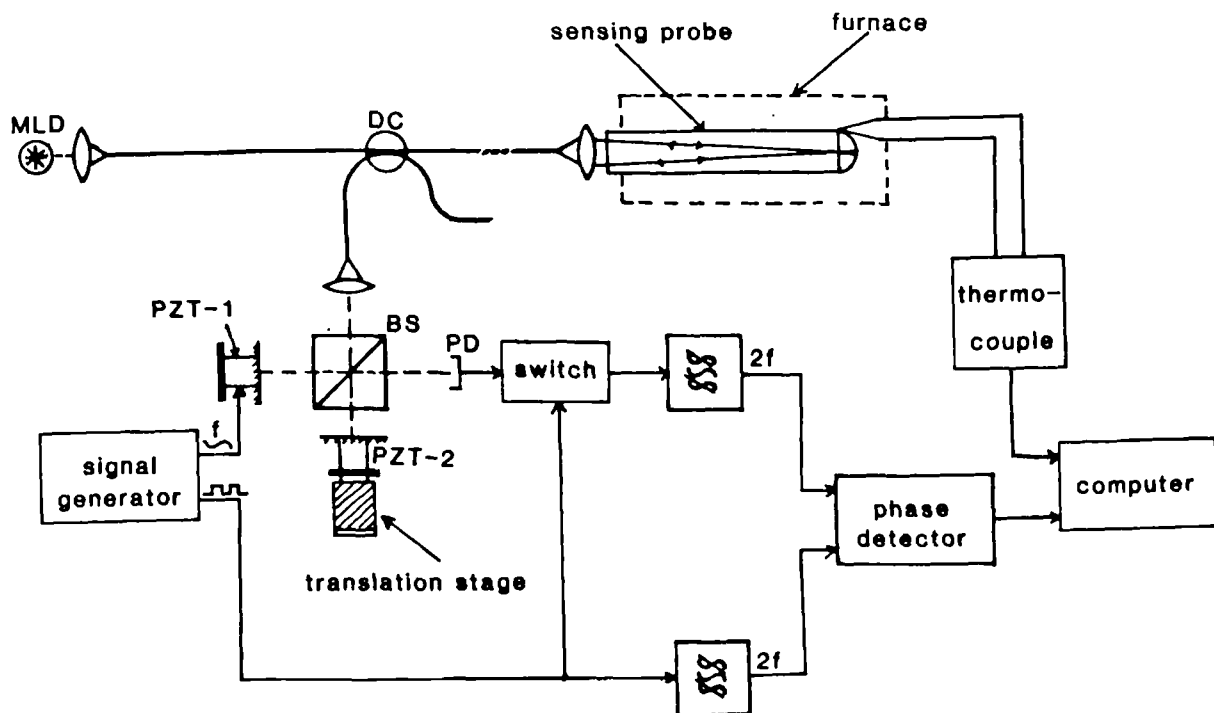 sensing probe
furnace
MLD
DC
PZT-1
BS
PD
switch
2f
thermo-
couple
f
signal
generator
PZT-2
computer
phase
detector
translation stage
2f